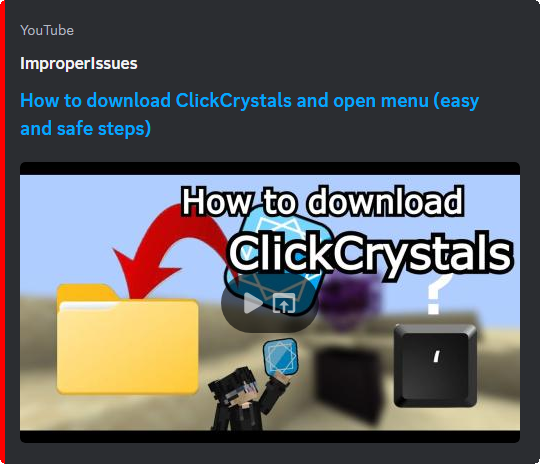 YouTube
ImproperIssues
How to download ClickCrystals and open menu (easy
and safe steps)
How to download
ClickCrystals
?
'